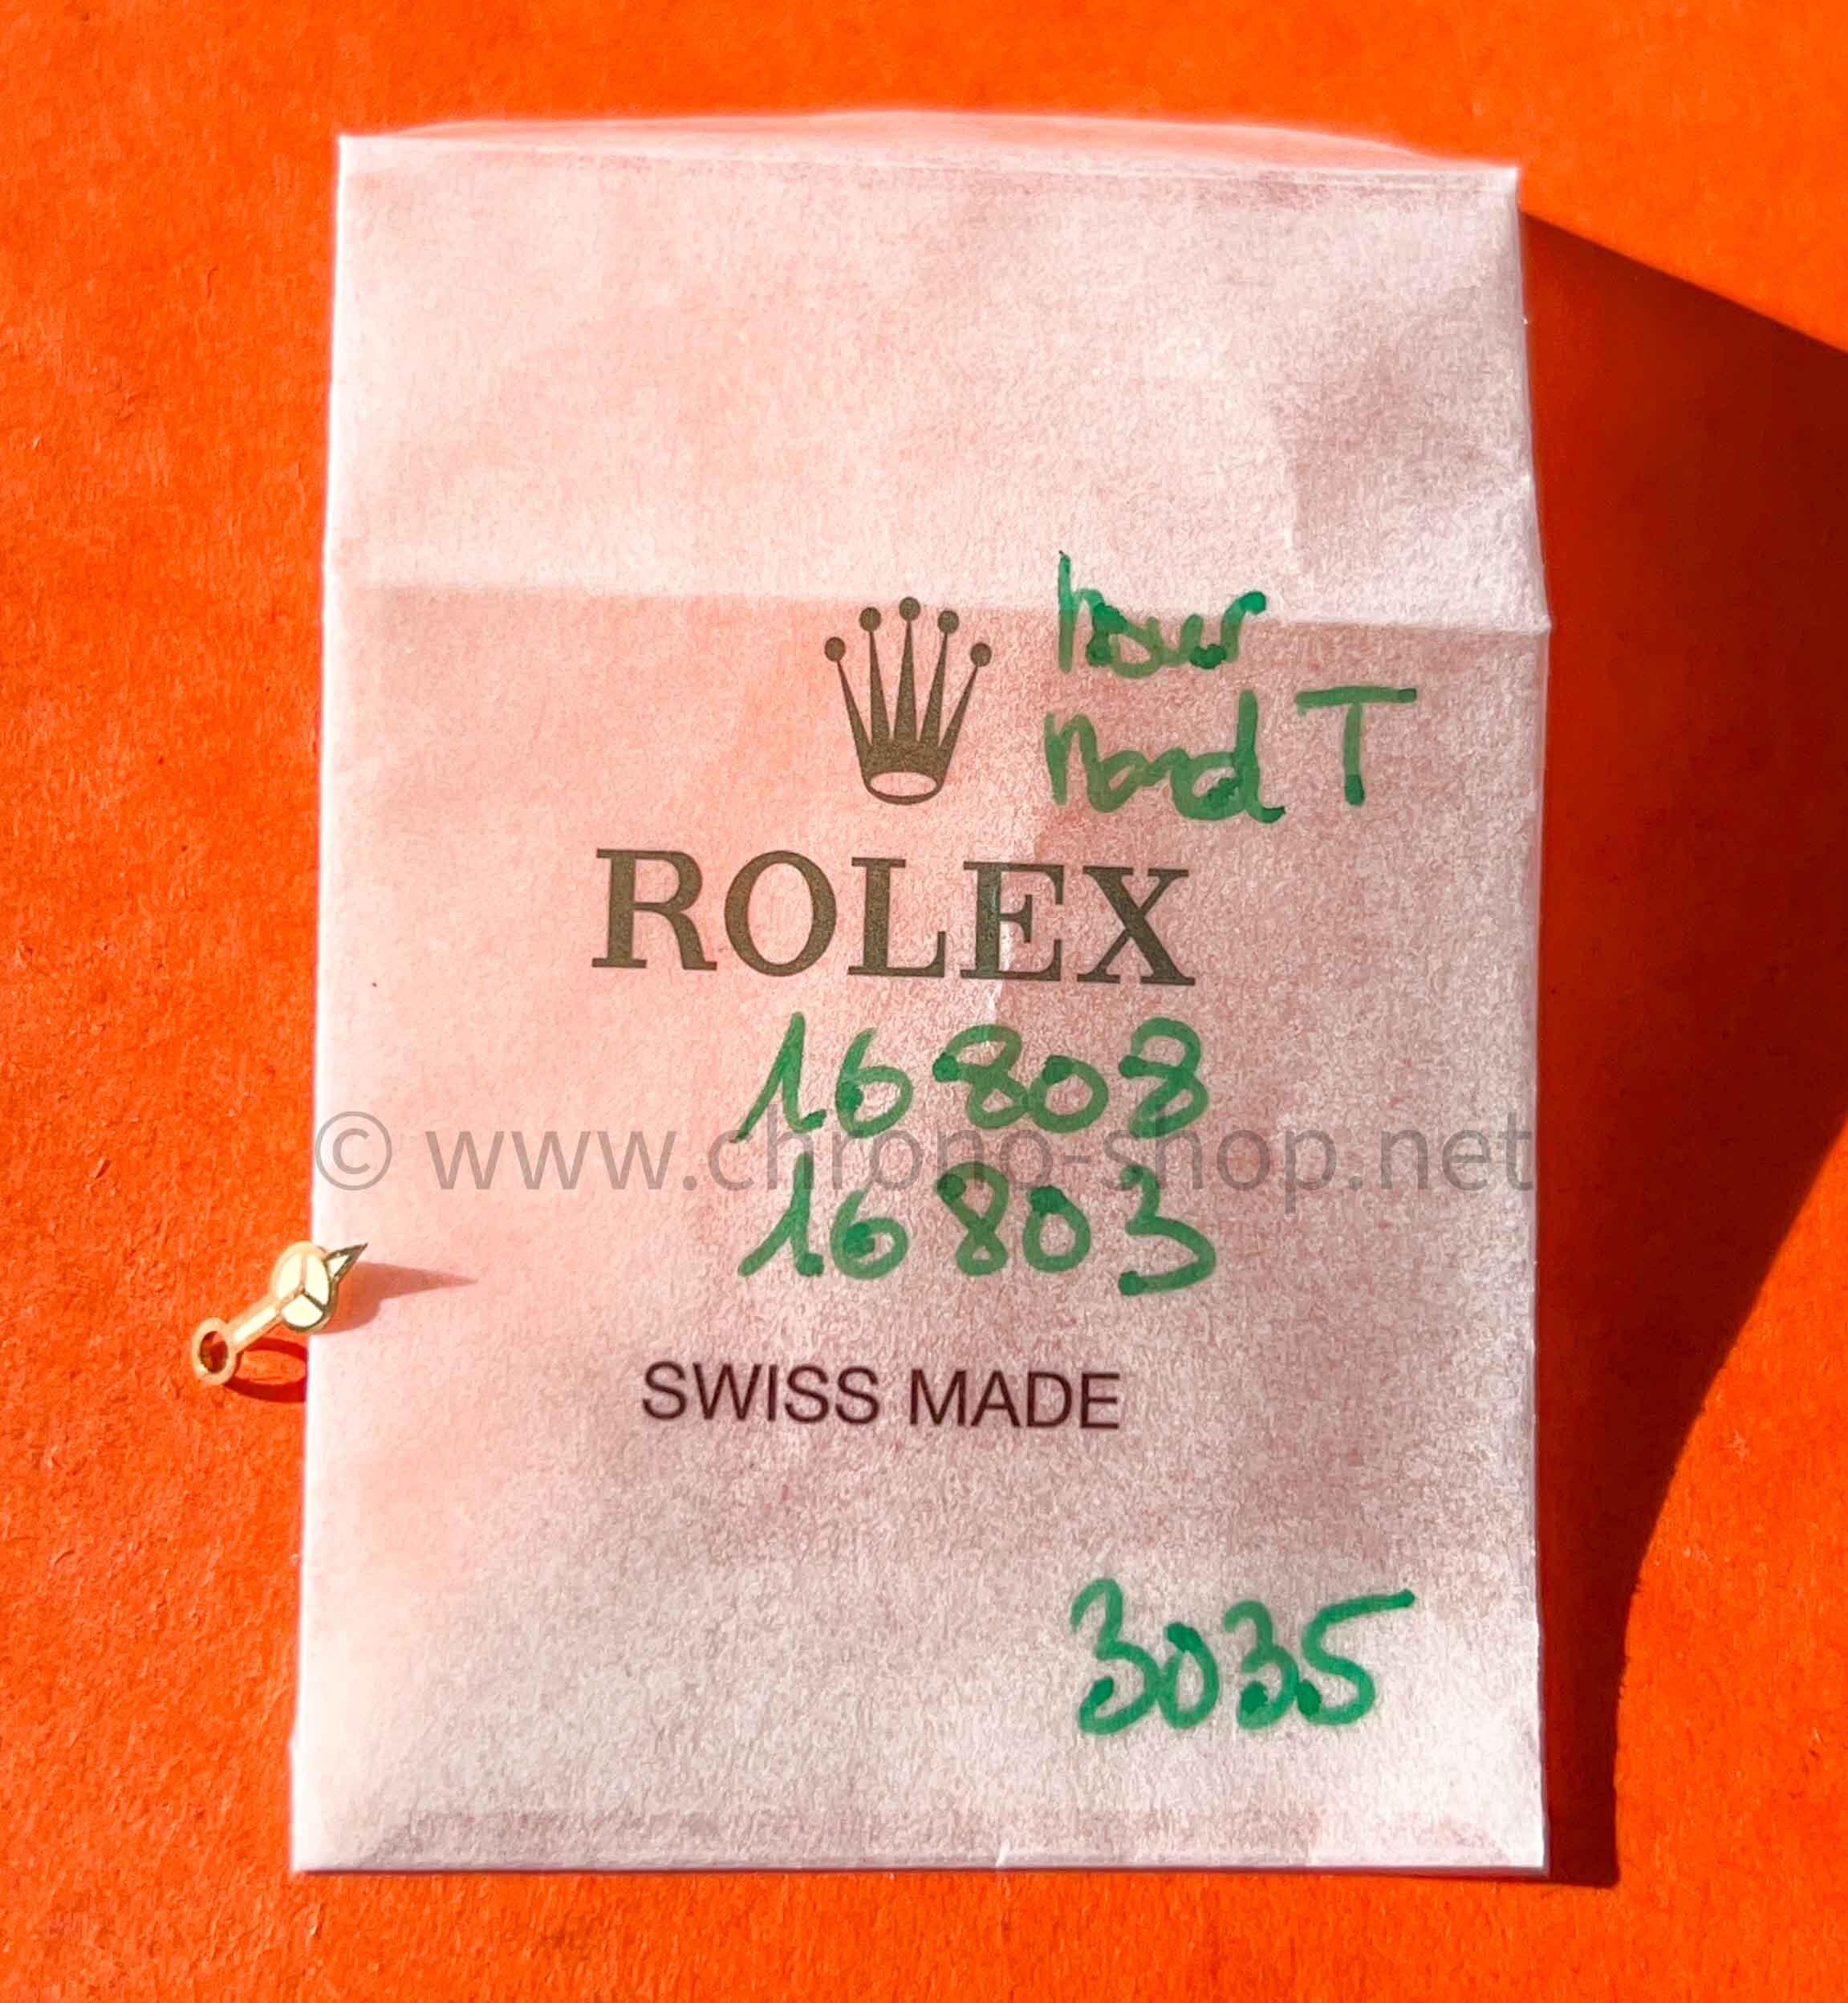 hour
hand T
ROLEX
16808
© www.chrono-shop.net
16803
SWISS MADE
3035